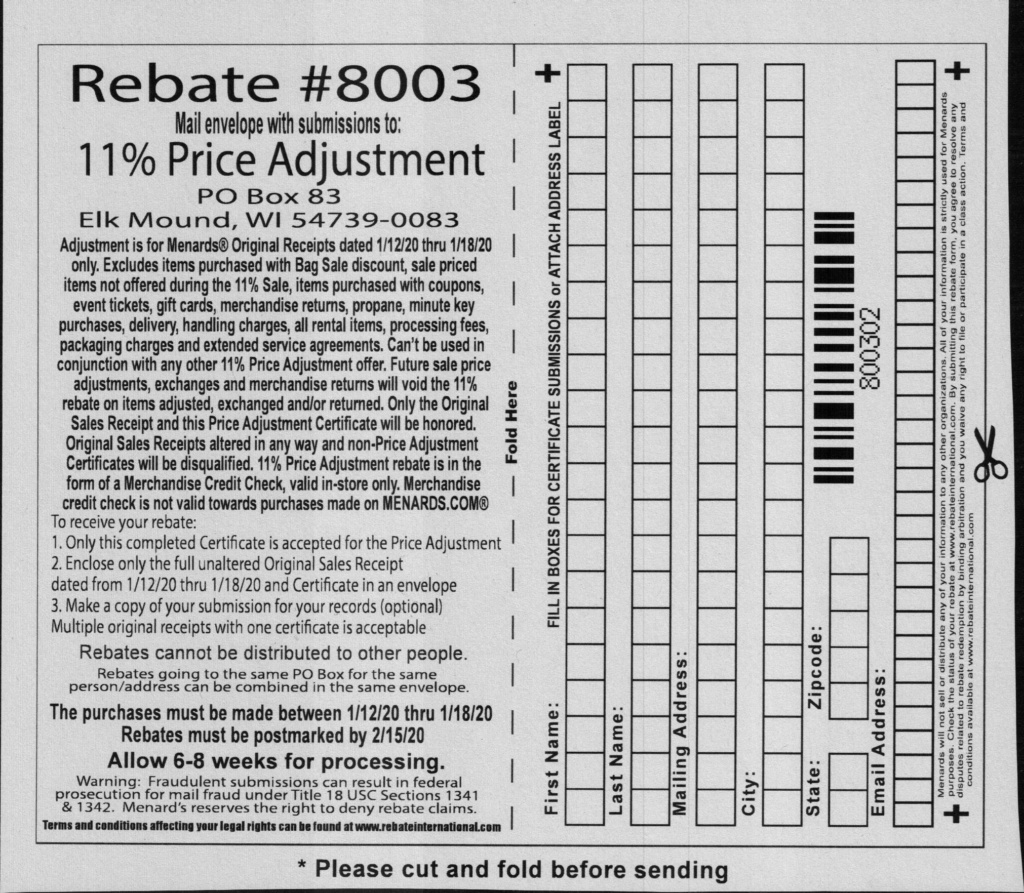 Rebate #8003
Mail envelope with submissions to:
11% Price Adjustment
PO Box 83
Elk Mound, WI 54739-0083
Adjustment is for Menards® Original Receipts dated 1/12/20 thru 1/18/20
only. Excludes items purchased with Bag Sale discount, sale priced
items not offered during the 11% Sale, items purchased with coupons,
event tickets, gift cards, merchandise returns, propane, minute key
purchases, delivery, handling charges, all rental items, processing fees,
packaging charges and extended service agreements. Can't be used in
conjunction with any other 11% Price Adjustment offer. Future sale price
adjustments, exchanges and merchandise returns will void the 11%
rebate on items adjusted, exchanged and/or returned. Only the Original
Sales Receipt and this Price Adjustment Certificate will be honored.
Original Sales Receipts altered in any way and non-Price Adjustment
Certificates will be disqualified. 11% Price Adjustment rebate is in the
form of a Merchandise Credit Check, valid in-store only. Merchandise
credit check is not valid towards purchases made on MENARDS.COM®
To receive your rebate:
1. Only this completed Certificate is accepted for the Price Adjustment
2. Enclose only the full unaltered Original Sales Receipt
dated from 1/12/20 thru 1/18/20 and Certificate in an envelope
3. Make a copy of your submission for your records (optional)
Multiple original receipts with one certificate is acceptable
Rebates cannot be distributed to other people.
Rebates going to the same PO Box for the same
person/address can be combined in the same envelope.
The purchases must be made between 1/12/20 thru 1/18/20
Rebates must be postmarked by 2/15/20
Allow 6-8 weeks for processing.
Warning: Fraudulent submissions can result in federal
prosecution for mail fraud under Title 18 USC Sections 1341
& 1342. Menard's reserves the right to deny rebate claims.
Terms and conditions affecting your legal rights can be found at www.rebateinternational.com
Fold Here
FILL IN BOXES FOR CERTIFICATE SUBMISSIONS or ATTACH ADDRESS LABEL
First Name:
Last Name:
Mailing Address:
City:
State:
Zipcode:
800302
Email Address:
Menards will not sell or distribute any of your information to any other organizations. All of your information is strictly used for Menards
purposes. Check the status of your rebate at www.rebateinternational.com. By submitting this rebate form, you agree to resolve any
disputes related to rebate redemption by binding arbitration and you waive any right to file or participate in a class action. Terms and
conditions available at www.rebateinternational.com
* Please cut and fold before sending